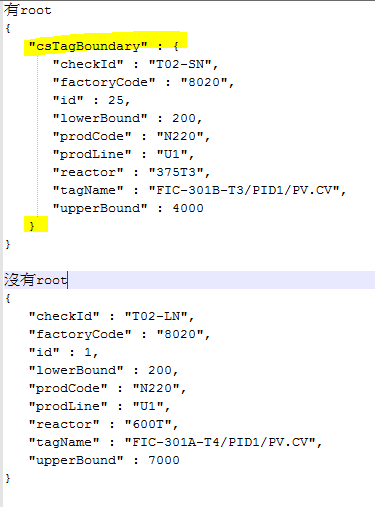 有root
{
"csTagBoundary" : {
"checkId" : "T02-SN",
"factoryCode" : "8020",
"id" : 25,
"lowerBound" : 200,
"prodCode" : "N220",
"prodLine" : "U1",
"reactor" : "375T3",
"tagName" : "FIC-301B-T3/PID1/PV.CV",
"upperBound" : 4000
}
}
沒有root
{
"checkId" : "T02-LN",
"factoryCode" : "8020",
"id" : 1,
"lowerBound" : 200,
"prodCode" : "N220",
"prodLine" : "U1",
"reactor" : "600T",
"tagName" : "FIC-301A-T4/PID1/PV.CV",
"upperBound" : 7000
}